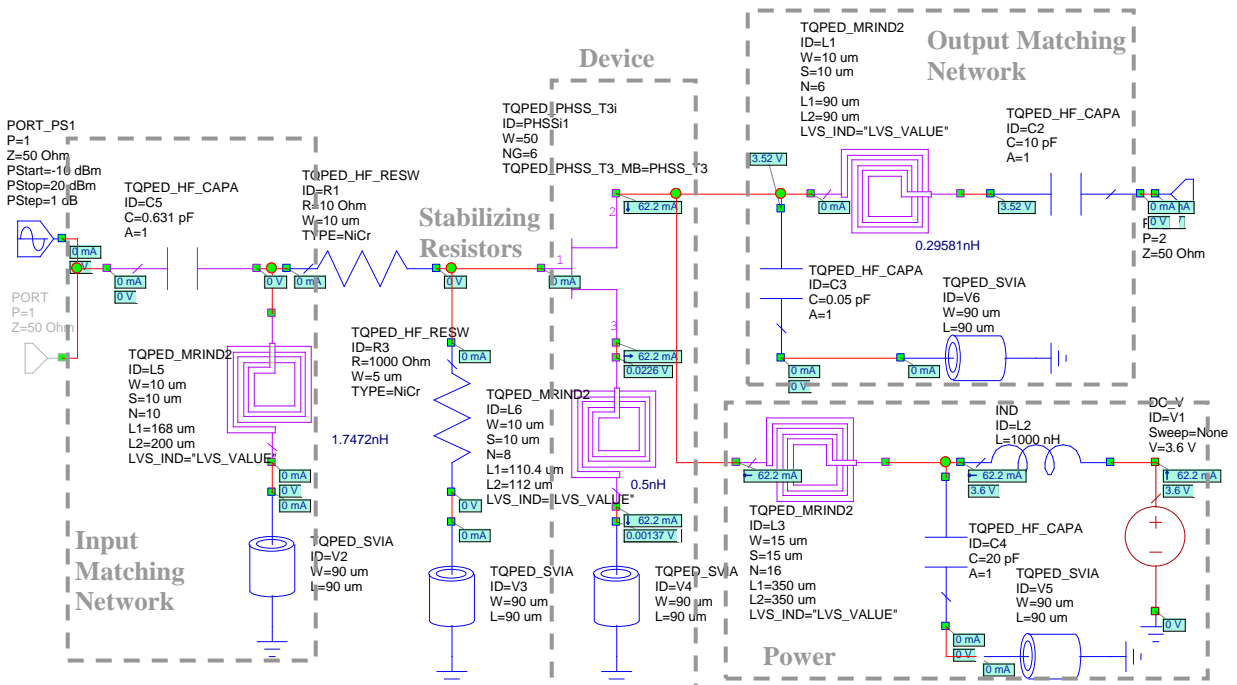 PORT_PS1
P=1
Z=50 Ohm
PStart=-10 dBm
PStop=20 dBm
PStep=1 dB
PORT
P=1
Z=50 Ohm
0 mA
TQPED_HF_CAPA
ID=C5
C=0.631 pF
A=1
0 mA
0 V
0 V
0 mA
TQPED_MRIND2
ID=L5
W=10 um
S=10 um
N=10
L1=168 um
L2=200 um
LVS_IND="LVS_VALUE"
1.7472nH
0 mA
0 V
0 mA
TQPED_SVIA
ID=V2
W=90 um
L=90 um
Input
Matching
Network
TQPED_HF_RESW
ID=R1
R=10 Ohm
W=10 um
TYPE=NiCr
Stabilizing
Resistors
0 V
0 mA
TQPED_HF_RESW
ID=R3
R=1000 Ohm
W=5 um
TYPE=NiCr
0 mA
0 V
0 mA
TQPED_SVIA
ID=V3
W=90 um
L=90 um
Device
TQPED_PHSS_T3i
ID=PHSSi1
W=50
NG=6
TQPED_PHSS_T3_MB=PHSS_T3
1
2
3
62.2 mA
62.2 mA
0.0226 V
TQPED_MRIND2
ID=L6
W=10 um
S=10 um
N=8
L1=110.4 um
L2=112 um
LVS_IND="LVS_VALUE"
0.5nH
62.2 mA
0.00137 V
TQPED_SVIA
ID=V4
W=90 um
L=90 um
Output Matching
Network
TQPED_MRIND2
ID=L1
W=10 um
S=10 um
N=6
L1=90 um
L2=90 um
LVS_IND="LVS_VALUE"
3.52 V
0 mA
0.29581nH
3.52 V
TQPED_HF_CAPA
ID=C2
C=10 pF
A=1
0 mA
0 V
P=2
Z=50 Ohm
TQPED_HF_CAPA
ID=C3
C=0.05 pF
A=1
0 mA
0 V
0 mA
TQPED_SVIA
ID=V6
W=90 um
L=90 um
62.2 mA
TQPED_MRIND2
ID=L3
W=15 um
S=15 um
N=16
L1=350 um
L2=350 um
LVS_IND="LVS_VALUE"
IND
ID=L2
L=1000 nH
62.2 mA
3.6 V
DC_V
ID=V1
Sweep=None
V=3.6 V
62.2 mA
3.6 V
0 V
TQPED_HF_CAPA
ID=C4
C=20 pF
A=1
0 mA
0 V
0 mA
TQPED_SVIA
ID=V5
W=90 um
L=90 um
Power